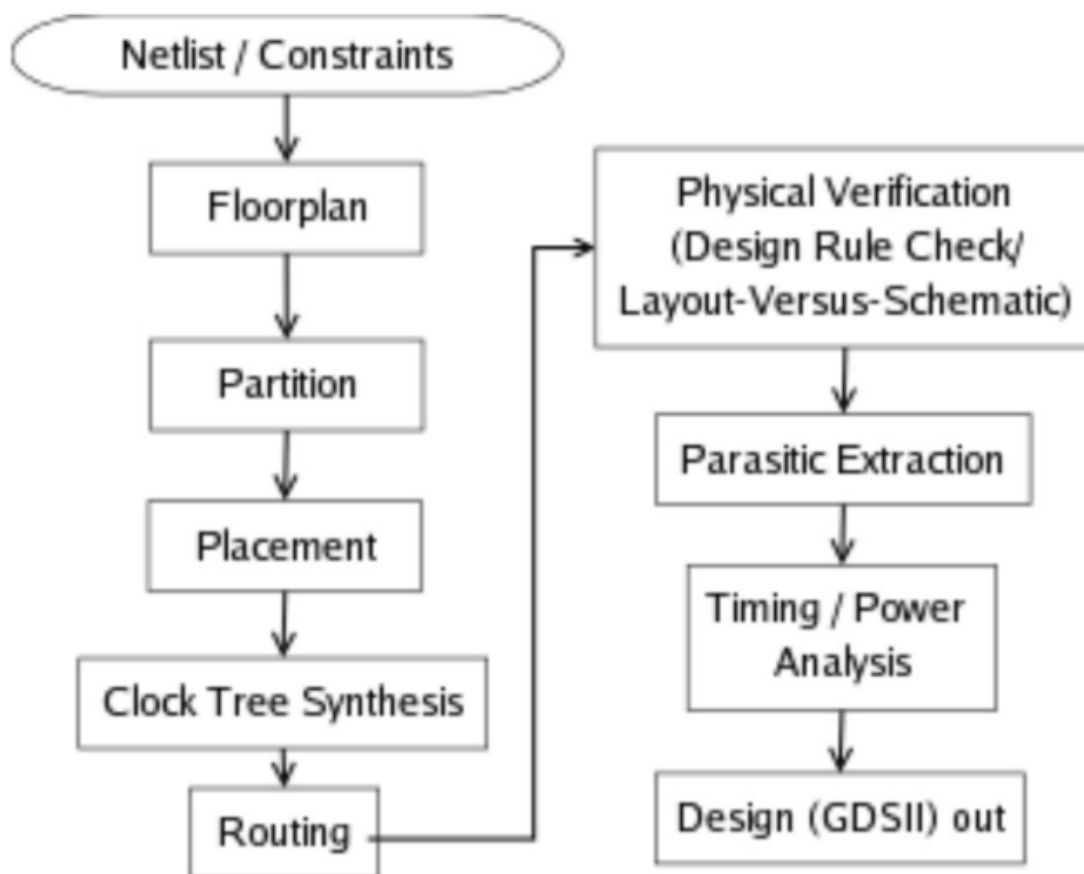 Netlist / Constraints
Floorplan
Partition
Placement
Clock Tree Synthesis
Routing
Physical Verification
(Design Rule Check/
Layout-Versus-Schematic)
Parasitic Extraction
Timing / Power
Analysis
Design (GDSII) out